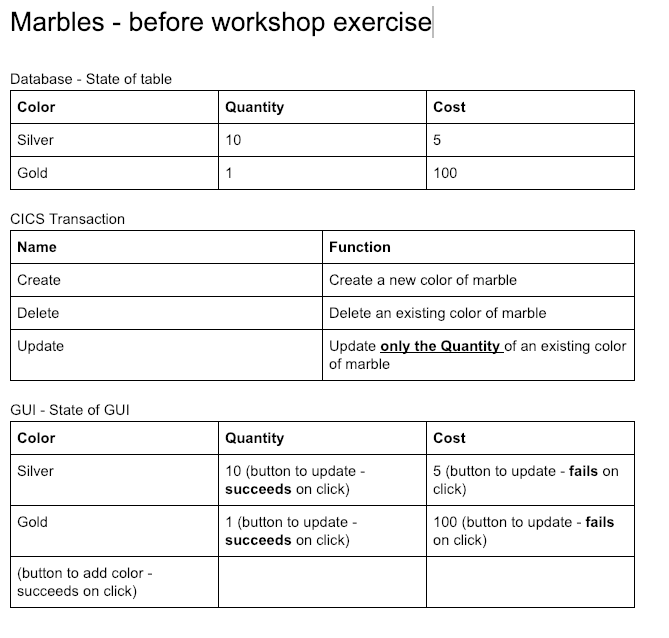 Marbles - before workshop exercise
Database - State of table
Color Quantity Cost
Silver 10 5
Gold 1 100
CICS Transaction
Name Function
Create Create a new color of marble
Delete Delete an existing color of marble
Update Update only the Quantity of an existing color
of marble
GUI - State of GUI
Color Quantity Cost
Silver 10 (button to update - 5 (button to update - fails on
succeeds on click) click)
Gold 1 (button to update - 100 (button to update - fails
succeeds on click) on click)
(button to add color -
succeeds on click)